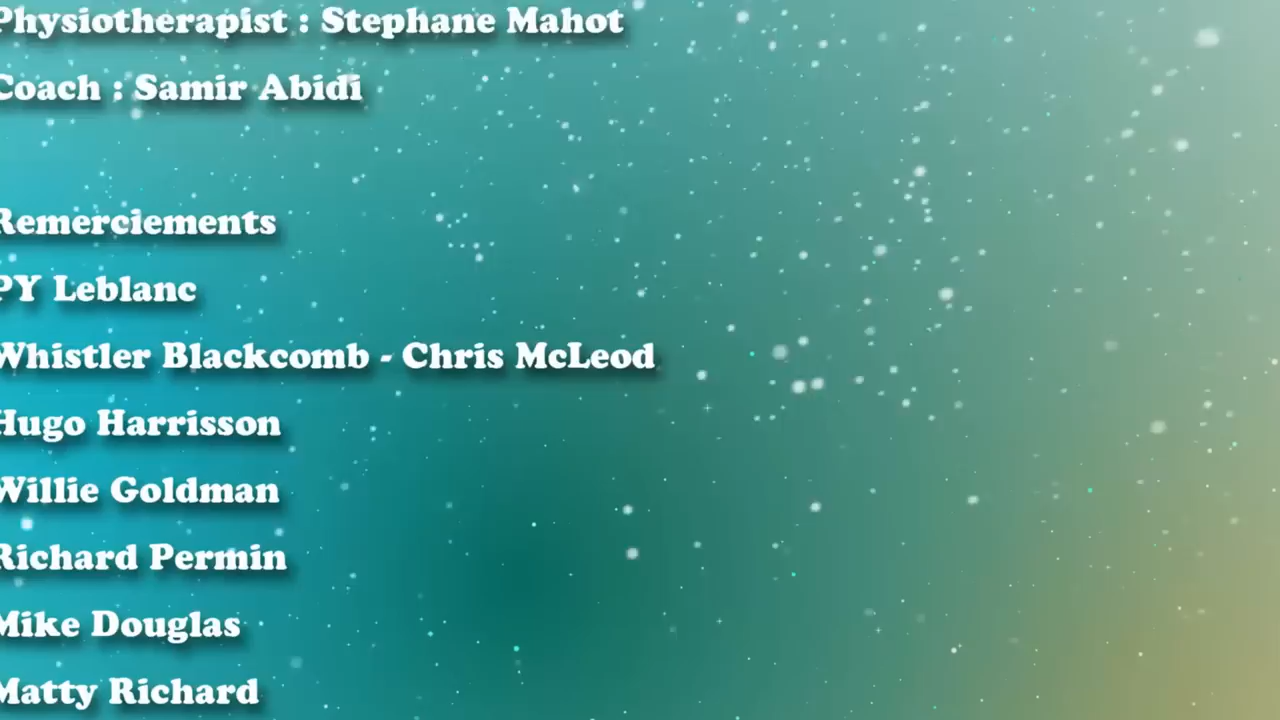 Physiotherapist : Stephane Mahot
Coach : Samir Abidi
Remerciements
PY Leblanc
Whistler Blackcomb - Chris McLeod
Hugo Harrisson
Willie Goldman
Richard Permin
Mike Douglas
Matty Richard